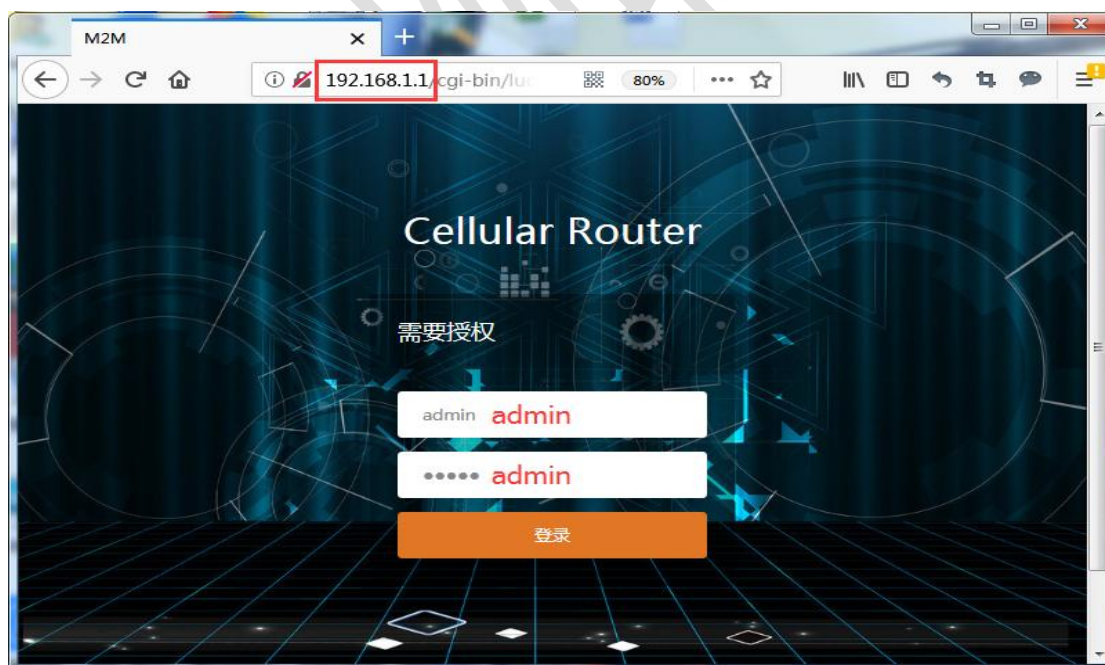 M2M
192.168.1.1/cgi-bin/lu
80%
Cellular Router
需要授权
admin admin
••••• admin
登录